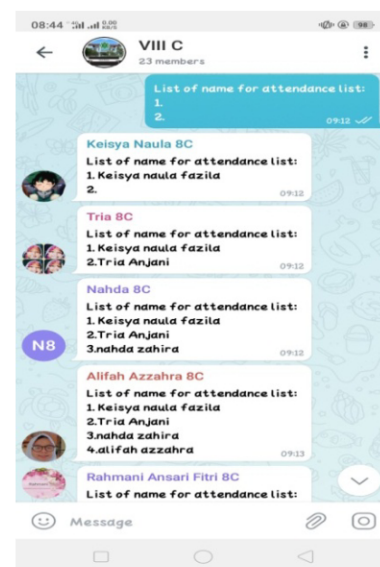 08:44
98
VIII C
23 members
List of name for attendance list:
1.
2.
09:12
Keisya Naula 8C
List of name for attendance list:
1. Keisya naula fazila
2.
09:12
Tria 8C
List of name for attendance list:
1. Keisya naula fazila
2.Tria Anjani
09:12
Nahda 8C
List of name for attendance list:
1. Keisya naula fazila
2.Tria Anjani
3.nahda zahira
09:12
N8
Alifah Azzahra 8C
List of name for attendance list:
1. Keisya naula fazila
2.Tria Anjani
3.nahda zahira
4.alifah azzahra
09:13
Rahmani Ansari Fitri 8C
List of name for attendance list:
Message